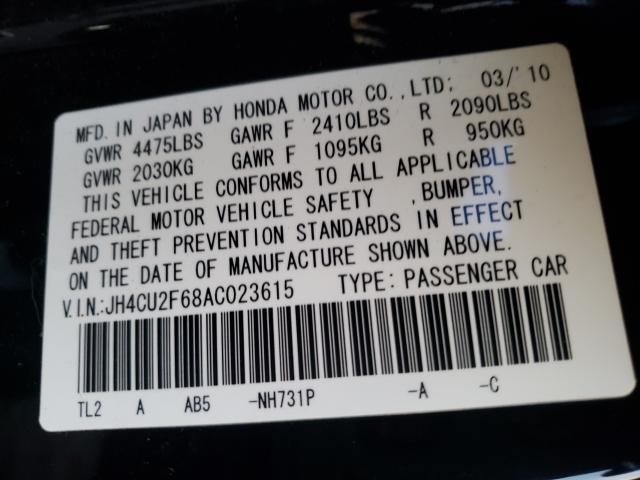 MFD. IN JAPAN BY HONDA MOTOR CO.,LTD; 03/'10
GVWR 4475LBS GAWR F 2410LBS R 2090LBS
GVWR 2030KG GAWR F 1095KG R 950KG
THIS VEHICLE CONFORMS TO ALL APPLICABLE
FEDERAL MOTOR VEHICLE SAFETY ,BUMPER,
AND THEFT PREVENTION STANDARDS IN EFFECT
ON THE DATE OF MANUFACTURE SHOWN ABOVE.
V.I.N.:JH4CU2F68AC023615 TYPE: PASSENGER CAR
TL2 A AB5 -NH731P -A -C